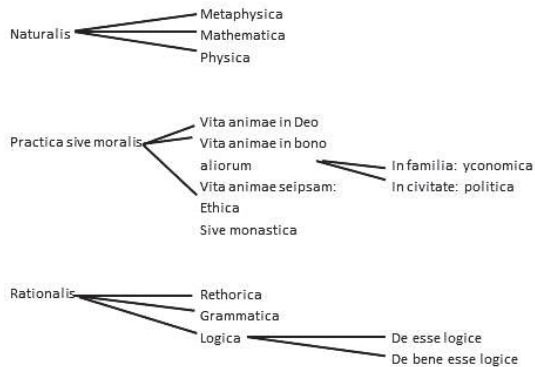 Naturalis
Metaphysica
Mathematica
Physica
Practica sive moralis
Vita animae in Deo
Vita animae in bono
aliorum
In familia: yconomica
In civitate: politica
Vita animae seipsam:
Ethica
Sive monastica
Rationalis
Rethorica
Grammatica
Logica
De esse logice
De bene esse logice